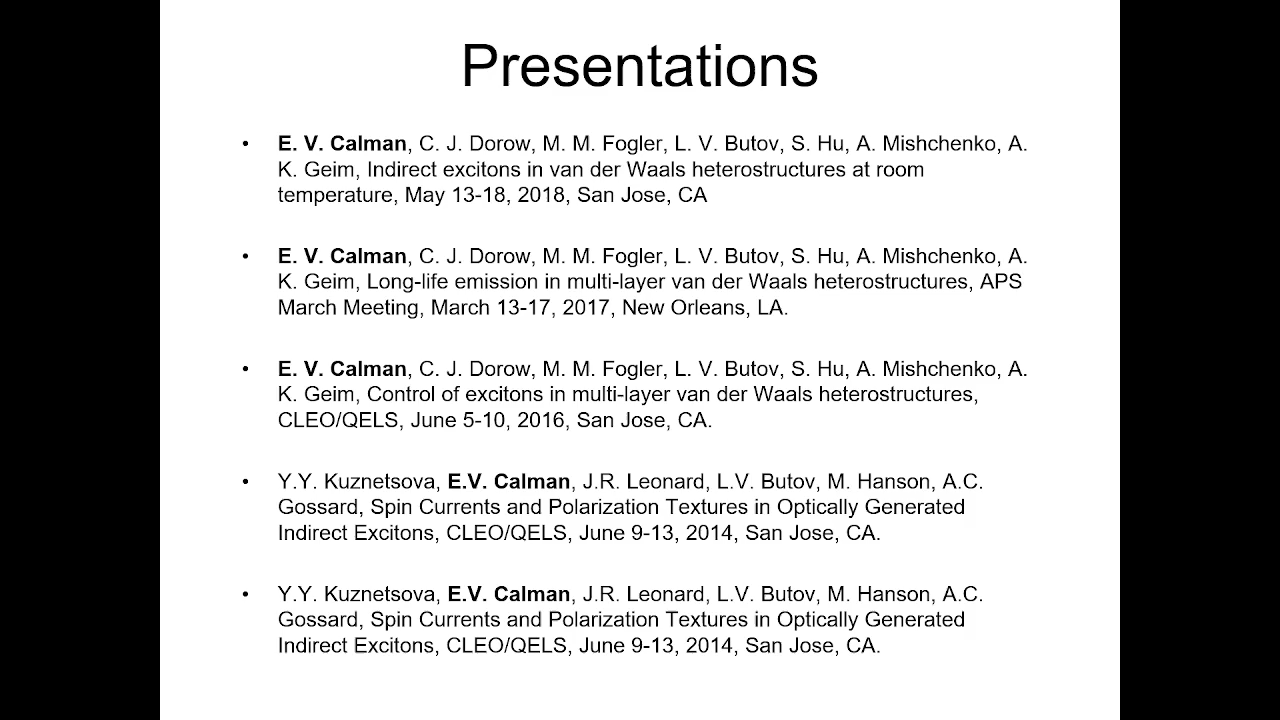 Presentations
• E. V. Calman, C. J. Dorow, M. M. Fogler, L. V. Butov, S. Hu, A. Mishchenko, A.
K. Geim, Indirect excitons in van der Waals heterostructures at room
temperature, May 13-18, 2018, San Jose, CA
• E. V. Calman, C. J. Dorow, M. M. Fogler, L. V. Butov, S. Hu, A. Mishchenko, A.
K. Geim, Long-life emission in multi-layer van der Waals heterostructures, APS
March Meeting, March 13-17, 2017, New Orleans, LA.
• E. V. Calman, C. J. Dorow, M. M. Fogler, L. V. Butov, S. Hu, A. Mishchenko, A.
K. Geim, Control of excitons in multi-layer van der Waals heterostructures,
CLEO/QELS, June 5-10, 2016, San Jose, CA.
• Y.Y. Kuznetsova, E.V. Calman, J.R. Leonard, L.V. Butov, M. Hanson, A.C.
Gossard, Spin Currents and Polarization Textures in Optically Generated
Indirect Excitons, CLEO/QELS, June 9-13, 2014, San Jose, CA.
• Y.Y. Kuznetsova, E.V. Calman, J.R. Leonard, L.V. Butov, M. Hanson, A.C.
Gossard, Spin Currents and Polarization Textures in Optically Generated
Indirect Excitons, CLEO/QELS, June 9-13, 2014, San Jose, CA.